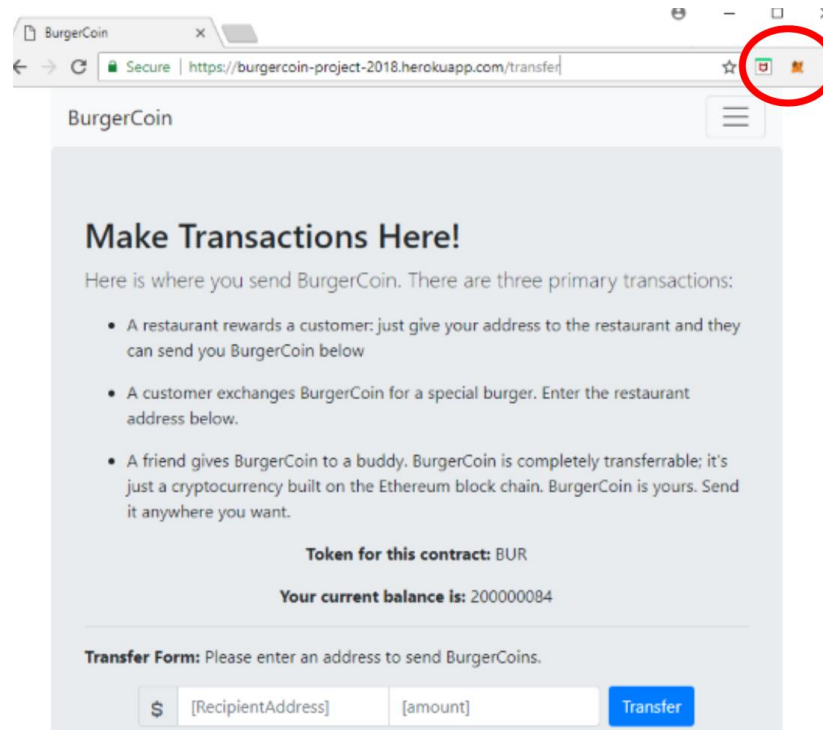 BurgerCoin
Secure | https://burgercoin-project-2018.herokuapp.com/transfer
BurgerCoin
Make Transactions Here!
Here is where you send BurgerCoin. There are three primary transactions:
• A restaurant rewards a customer: just give your address to the restaurant and they
can send you BurgerCoin below
• A customer exchanges BurgerCoin for a special burger. Enter the restaurant
address below.
• A friend gives BurgerCoin to a buddy. BurgerCoin is completely transferrable; it's
just a cryptocurrency built on the Ethereum block chain. BurgerCoin is yours. Send
it anywhere you want.
Token for this contract: BUR
Your current balance is: 200000084
Transfer Form: Please enter an address to send BurgerCoins.
$ [RecipientAddress] [amount] Transfer